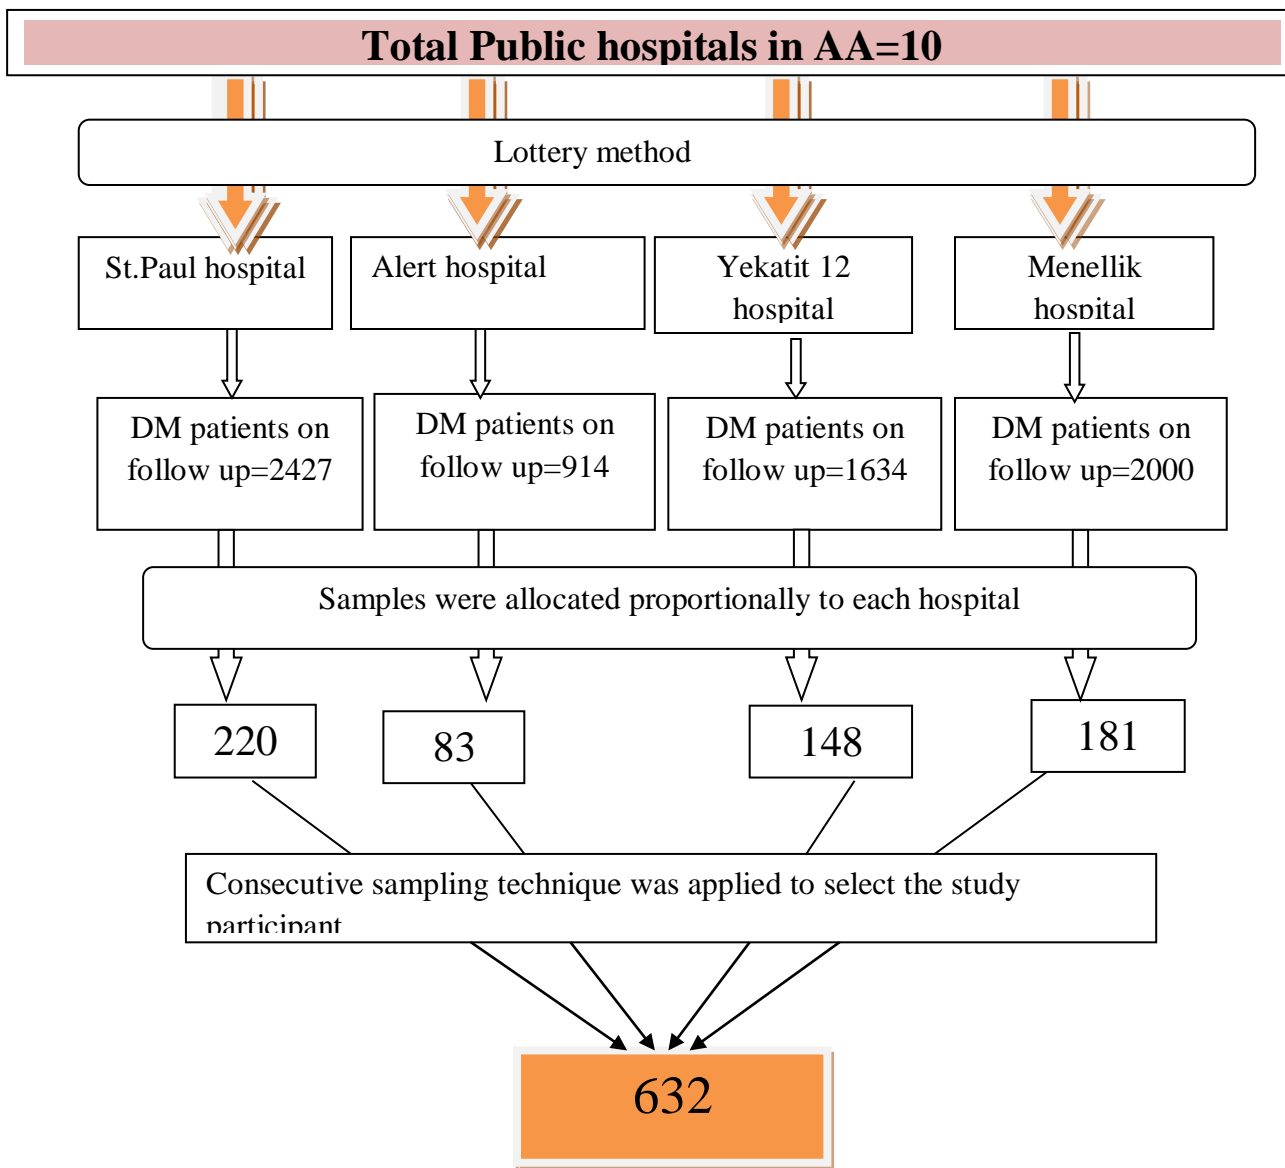 Total Public hospitals in AA=10
Lottery method
St.Paul hospital
Alert hospital
Yekatit 12
hospital
Menellik
hospital
DM patients on
follow up=2427
DM patients on
follow up=914
DM patients on
follow up=1634
DM patients on
follow up=2000
Samples were allocated proportionally to each hospital
220
83
148
181
Consecutive sampling technique was applied to select the study
participant
632